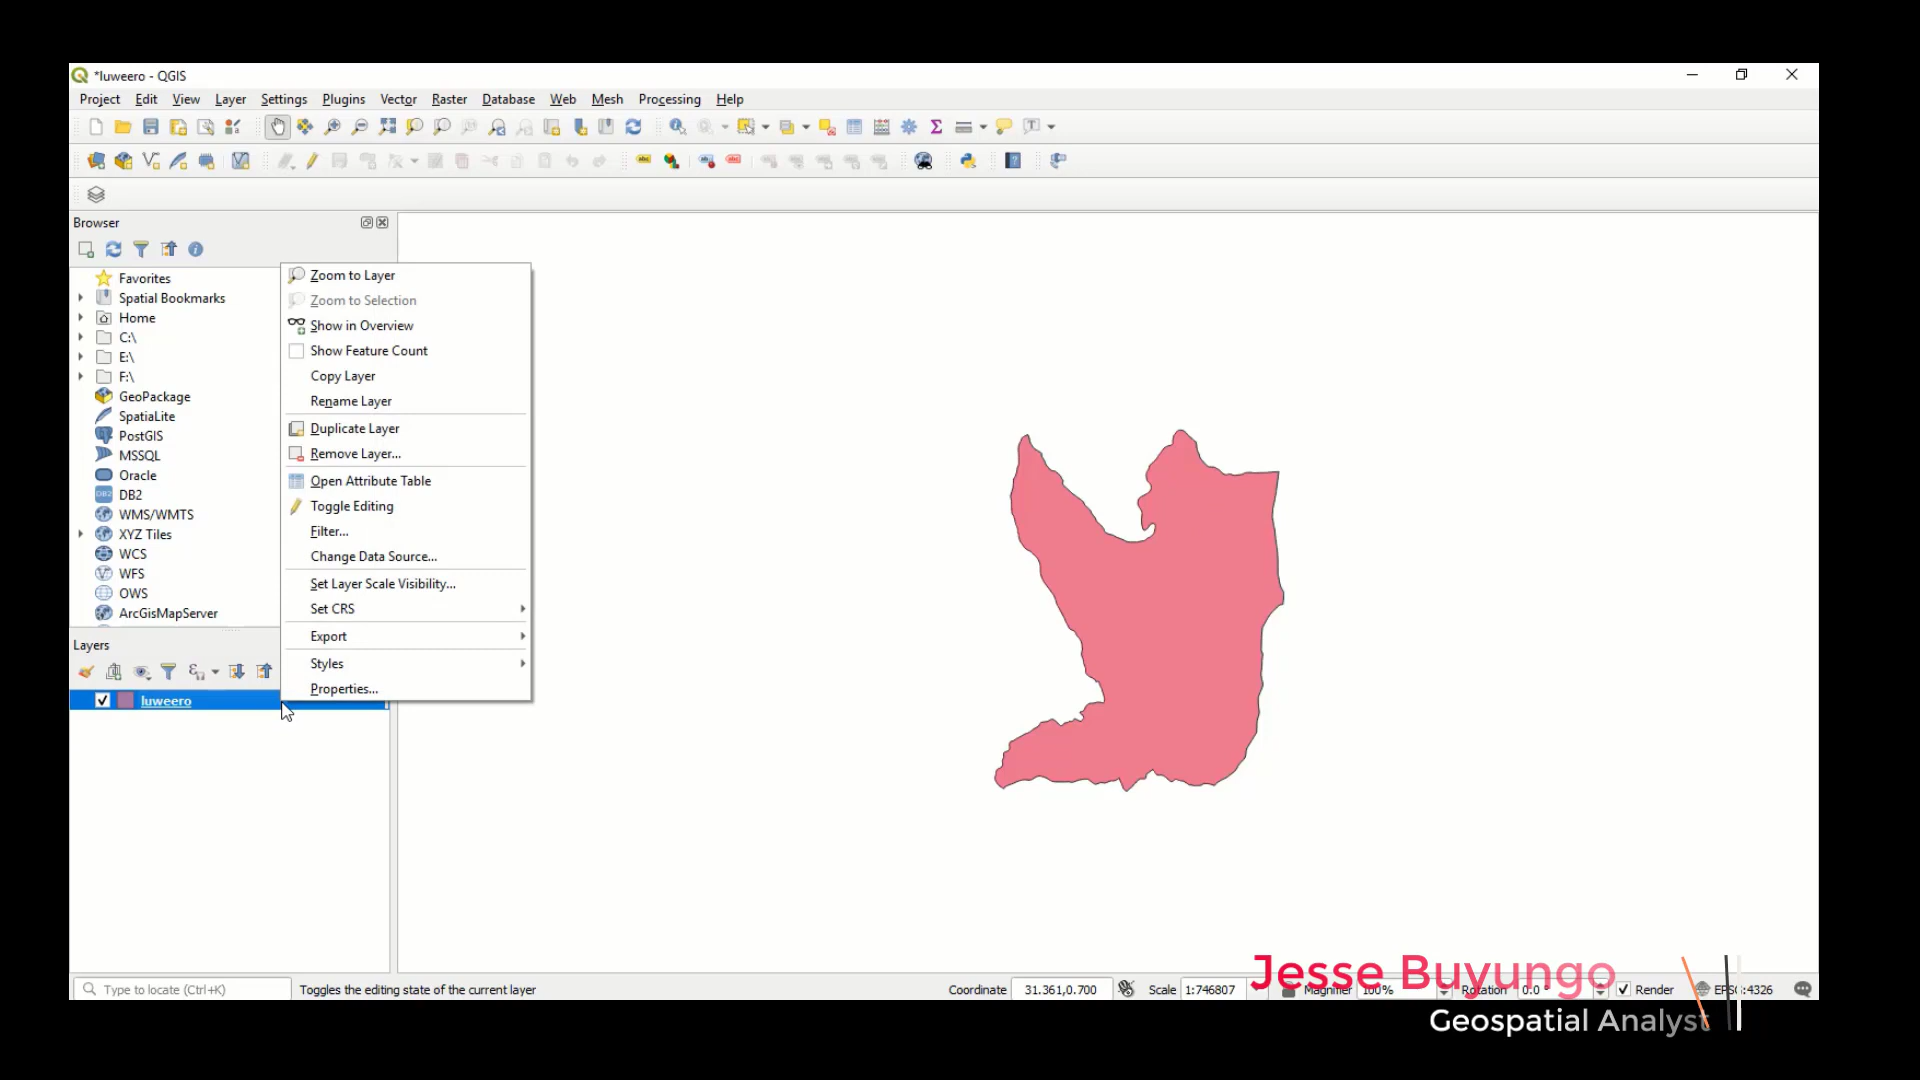 *luweero - QGIS
Project Edit View Layer Settings Plugins Vector Raster Database Web Mesh Processing Help
Browser
Favorites
Spatial Bookmarks
Home
C:\
E:\
F:\
GeoPackage
SpatiaLite
PostGIS
MSSQL
Oracle
DB2
WMS/WMTS
XYZ Tiles
WCS
WFS
OWS
ArcGisMapServer
Zoom to Layer
Zoom to Selection
Show in Overview
Show Feature Count
Copy Layer
Rename Layer
Duplicate Layer
Remove Layer...
Open Attribute Table
Toggle Editing
Filter...
Change Data Source...
Set Layer Scale Visibility...
Set CRS
Export
Styles
Properties...
Layers
luweero
Type to locate (Ctrl+K) Toggles the editing state of the current layer Coordinate 31.361,0.700 Scale 1:746807 Magnifier 100% Rotation 0.0 ° Render EPSG:4326
Jesse Buyungo
Geospatial Analyst